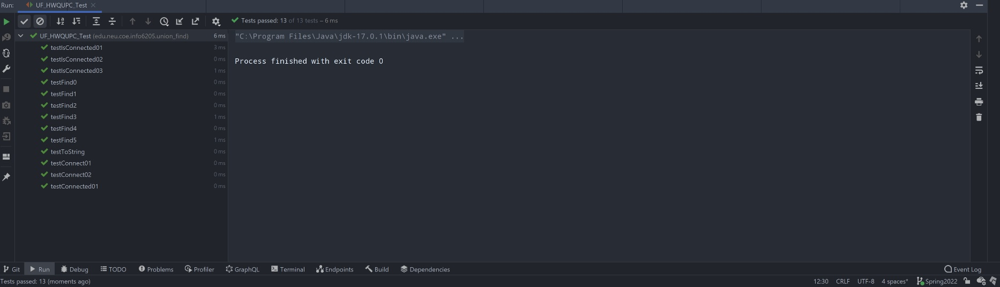 Run: UF_HWQUPC_Test
Tests passed: 13 of 13 tests – 6 ms
UF_HWQUPC_Test (edu.neu.coe.info6205.union_find) 6 ms
testIsConnected01 3 ms
testIsConnected02 0 ms
testIsConnected03 1 ms
testFind0 0 ms
testFind1 0 ms
testFind2 0 ms
testFind3 1 ms
testFind4 0 ms
testFind5 1 ms
testToString 0 ms
testConnect01 0 ms
testConnect02 0 ms
testConnected01 0 ms
"C:\Program Files\Java\jdk-17.0.1\bin\java.exe" ...
Process finished with exit code 0
Git Run Debug TODO Problems Profiler GraphQL Terminal Endpoints Build Dependencies Event Log
Tests passed: 13 (moments ago) 12:30 CRLF UTF-8 4 spaces* Spring2022